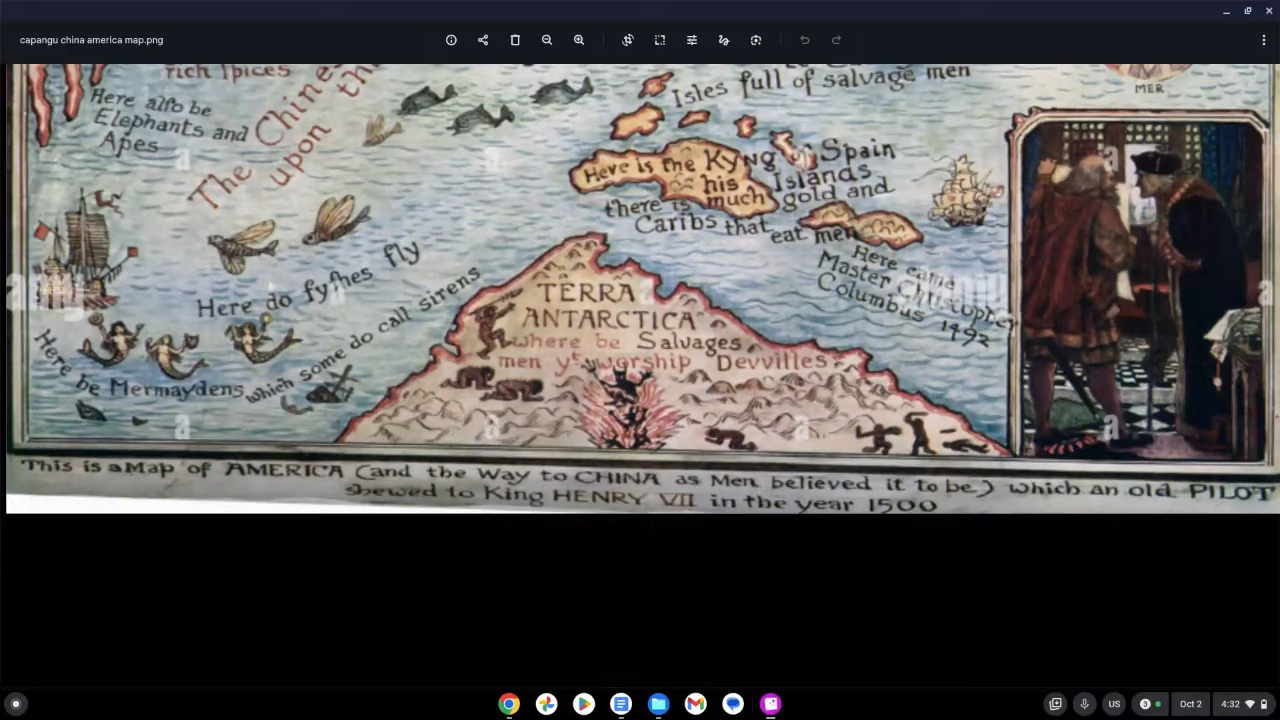 capangu china america map.png
rich Spices
Here also be
Elephants and
Apes
The Chines
upon
the
Isles full of salvage men
MER
Here is the Kyng of Spain
his Islands
there is much gold and
Caribs that eat men
Here came
Master Christopher
Columbus 1492
Here do fysshes fly
Here be Mermaydens which some do call sirens
TERRA
ANTARCTICA
where be Salvages
men yt worship Devvilles
This is a Map of AMERICA (and the Way to CHINA as Men believed it to be) which an old PILOT
shewed to King HENRY VII in the year 1500
alamy
US
3
Oct 2
4:32